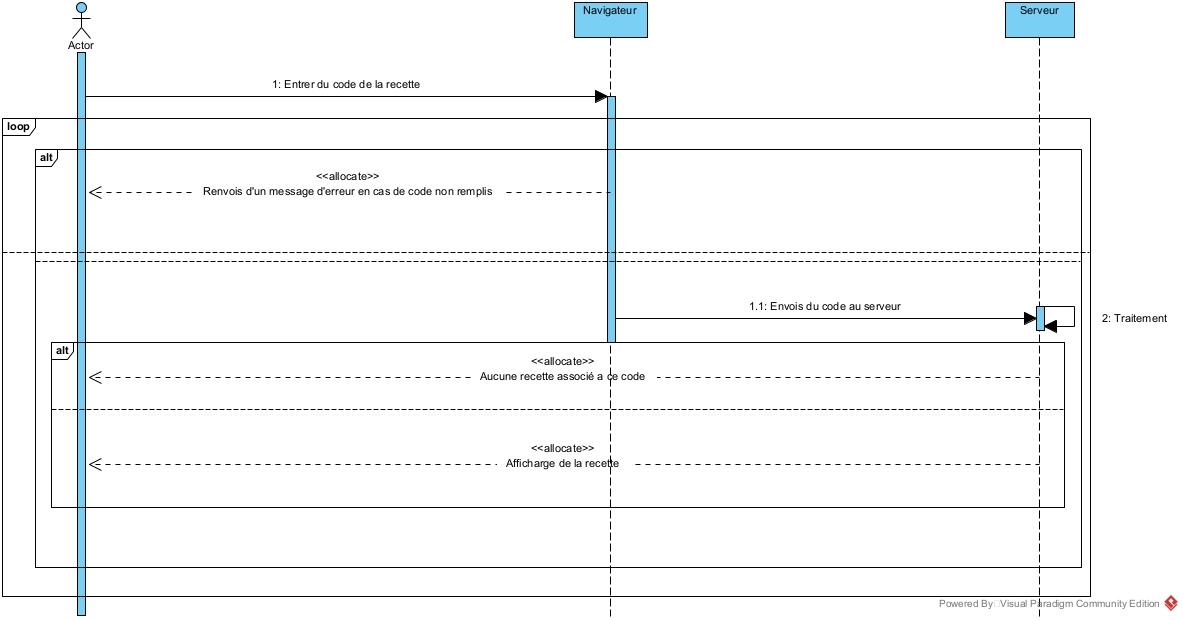 Navigateur
Serveur
Actor
1: Entrer du code de la recette
loop
alt
<<allocate>>
Renvois d'un message d'erreur en cas de code non remplis
1.1: Envois du code au serveur
2: Traitement
alt
<<allocate>>
Aucune recette associé a ce code
<<allocate>>
Afficharge de la recette
Powered By Visual Paradigm Community Edition